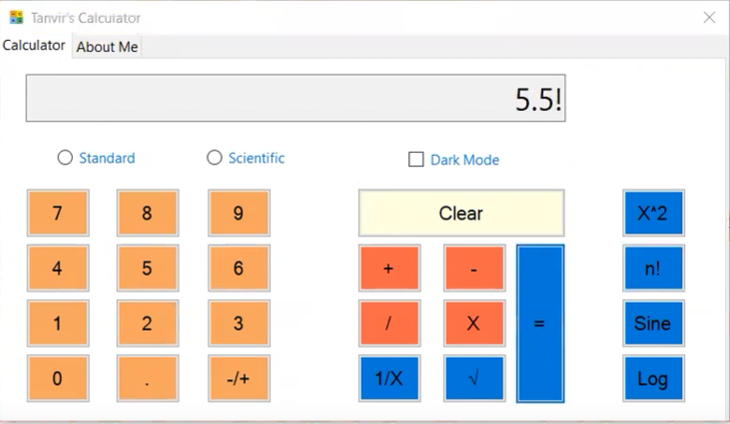 Tanvir's Calculator
Calculator About Me
5.5!
Standard Scientific Dark Mode
7 8 9 Clear X^2
4 5 6 + - n!
1 2 3 / X = Sine
0 . -/+ 1/X √ Log